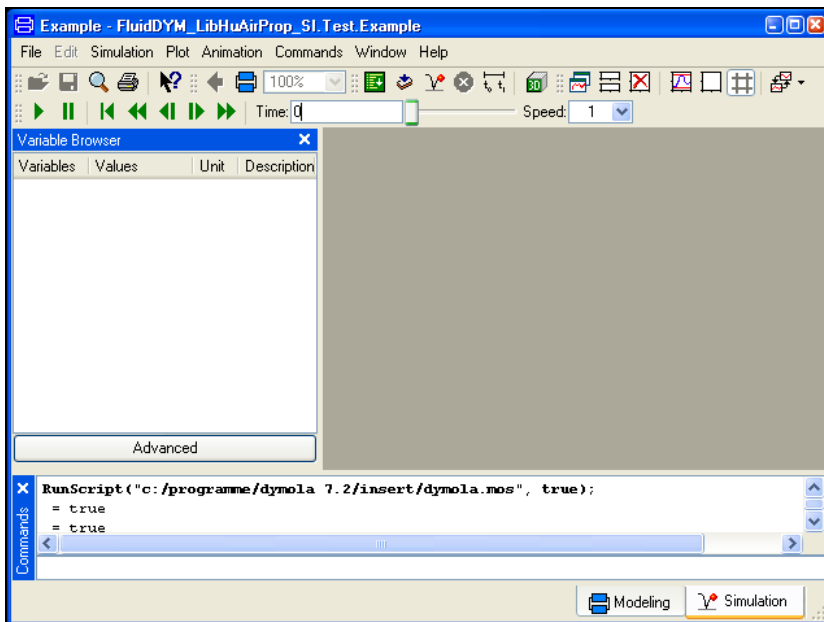 Example - FluidDYM_LibHuAirProp_SI.Test.Example
File Edit Simulation Plot Animation Commands Window Help
100%
Time: 0 Speed: 1
Variable Browser
Variables Values Unit Description
Advanced
Commands
RunScript("c:/programme/dymola 7.2/insert/dymola.mos", true);
= true
= true
Modeling Simulation